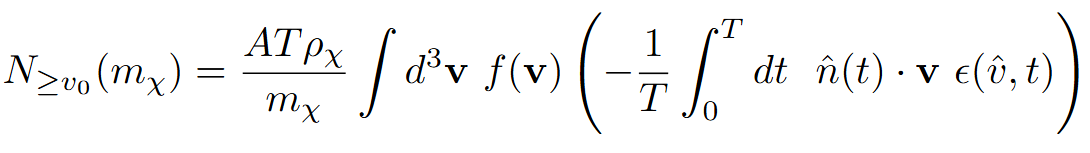 N_{\geq v_0}(m_\chi) = \frac{AT\rho_\chi}{m_\chi} \int d^3\mathbf{v} \ f(\mathbf{v}) \left( -\frac{1}{T} \int_0^T dt \ \ \hat{n}(t) \cdot \mathbf{v} \ \epsilon(\hat{v}, t) \right)